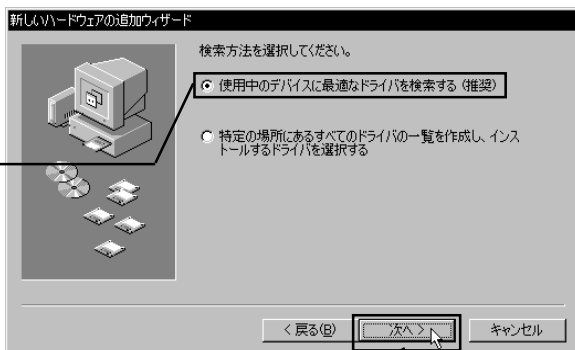 新しいハードウェアの追加ウィザード
検索方法を選択してください。
使用中のデバイスに最適なドライバを検索する (推奨)
特定の場所にあるすべてのドライバの一覧を作成し、インス
トールするドライバを選択する
< 戻る(B)
次へ >
キャンセル